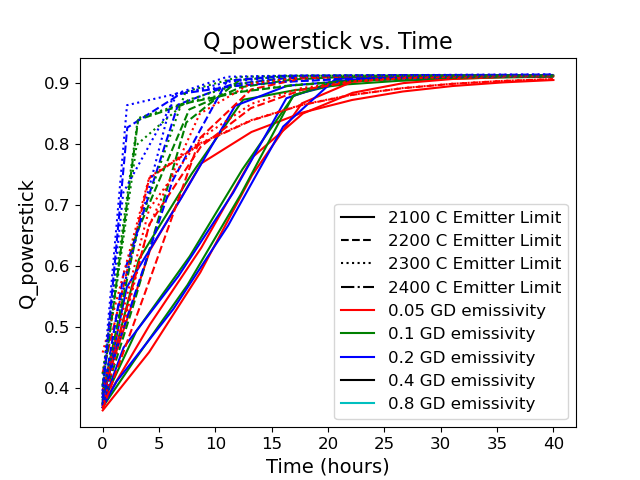 Q_powerstick vs. Time
Q_powerstick
0.9
0.8
0.7
0.6
0.5
0.4
2100 C Emitter Limit
2200 C Emitter Limit
2300 C Emitter Limit
2400 C Emitter Limit
0.05 GD emissivity
0.1 GD emissivity
0.2 GD emissivity
0.4 GD emissivity
0.8 GD emissivity
0 5 10 15 20 25 30 35 40
Time (hours)